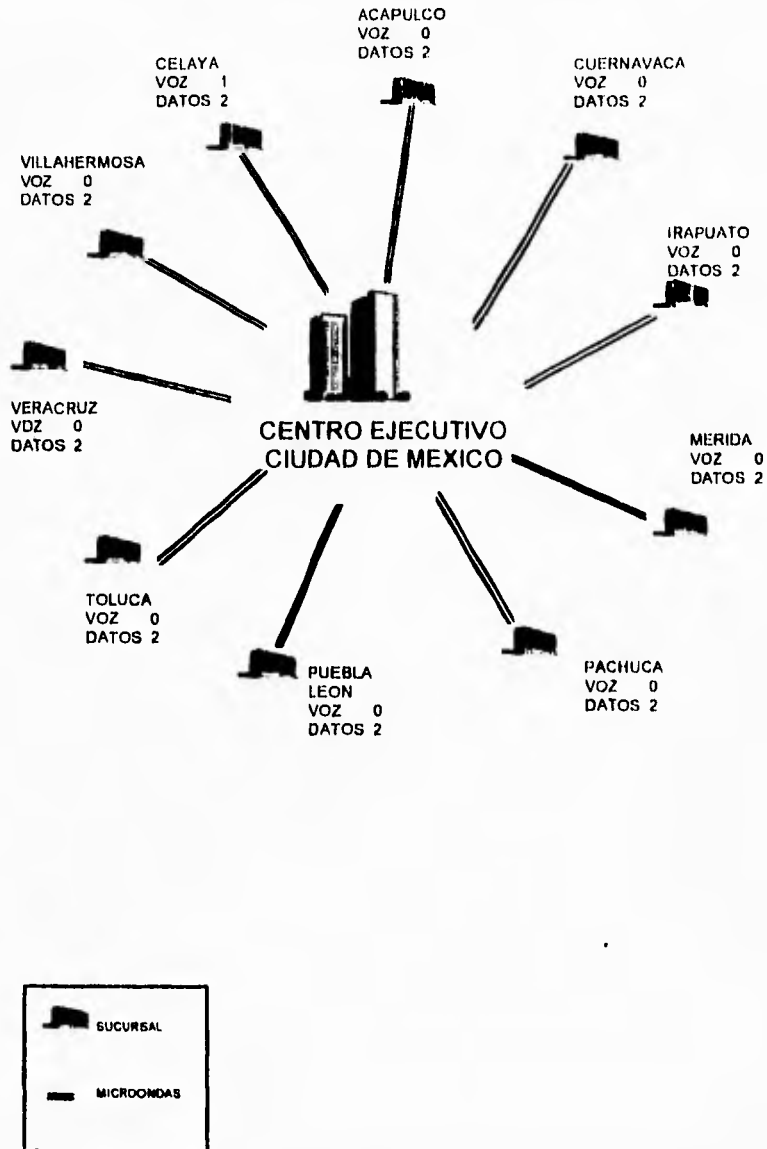 ACAPULCO
VOZ 0
DATOS 2
CELAYA
VOZ 1
DATOS 2
CUERNAVACA
VOZ 0
DATOS 2
VILLAHERMOSA
VOZ 0
DATOS 2
IRAPUATO
VOZ 0
DATOS 2
VERACRUZ
VOZ 0
DATOS 2
CENTRO EJECUTIVO
CIUDAD DE MEXICO
MERIDA
VOZ 0
DATOS 2
TOLUCA
VOZ 0
DATOS 2
PUEBLA
LEON
VOZ 0
DATOS 2
PACHUCA
VOZ 0
DATOS 2
SUCURSAL
MICROONDAS